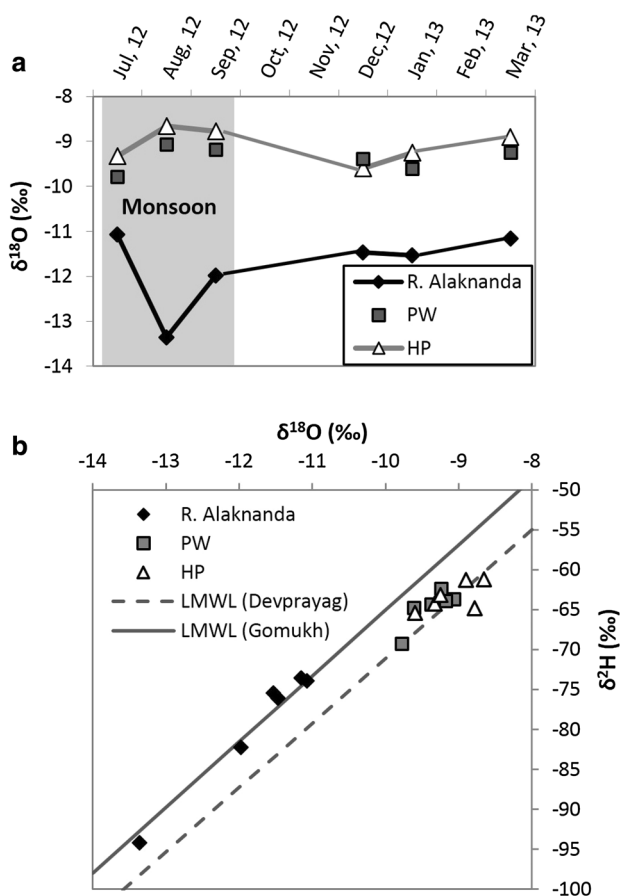 a
Jul, 12 Aug, 12 Sep, 12 Oct, 12 Nov, 12 Dec,12 Jan, 13 Feb, 13 Mar, 13
-8
-9
-10
-11
-12
-13
-14
δ18O (‰)
Monsoon
R. Alaknanda
PW
HP
b
δ18O (‰)
-14 -12 -11 -9 -8
-50
-55
-60
-65
-70
-75
-80
-85
-90
-95
-100
δ2H (‰)
R. Alaknanda
PW
HP
LMWL (Devprayag)
LMWL (Gomukh)